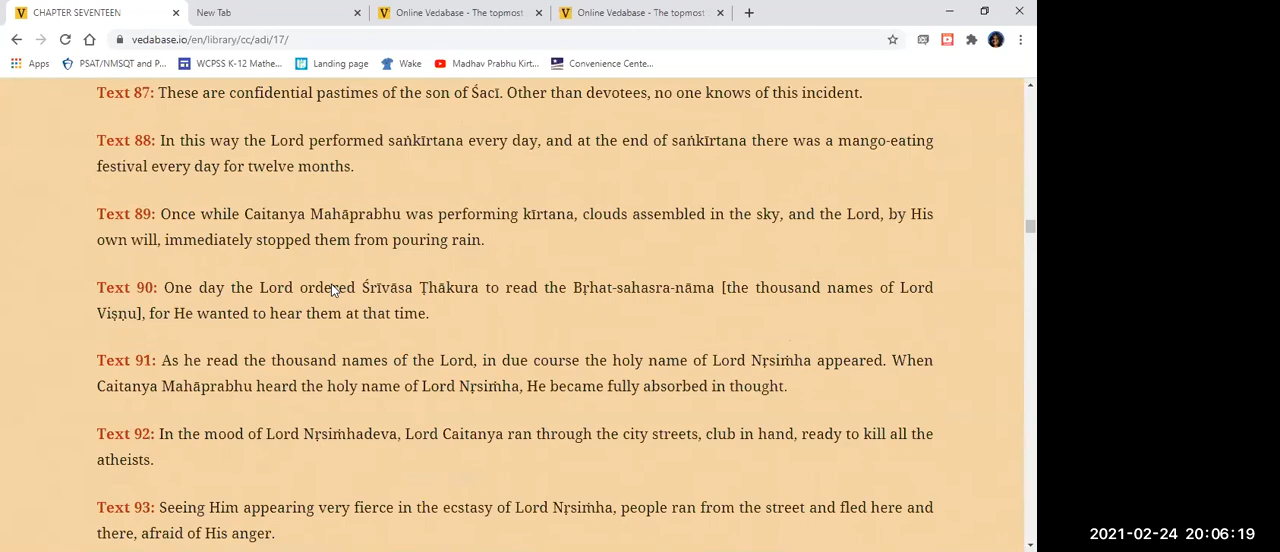 CHAPTER SEVENTEEN
New Tab
Online Vedabase - The topmost
Online Vedabase - The topmost
vedabase.io/en/library/cc/adi/17/
Apps
PSAT/NMSQT and P...
WCPSS K-12 Mathe...
Landing page
Wake
Madhav Prabhu Kirt...
Convenience Cente...
Text 87: These are confidential pastimes of the son of Śacī. Other than devotees, no one knows of this incident.
Text 88: In this way the Lord performed saṅkīrtana every day, and at the end of saṅkīrtana there was a mango-eating
festival every day for twelve months.
Text 89: Once while Caitanya Mahāprabhu was performing kīrtana, clouds assembled in the sky, and the Lord, by His
own will, immediately stopped them from pouring rain.
Text 90: One day the Lord ordered Śrīvāsa Ṭhākura to read the Bṛhat-sahasra-nāma [the thousand names of Lord
Viṣṇu], for He wanted to hear them at that time.
Text 91: As he read the thousand names of the Lord, in due course the holy name of Lord Nṛsiṁha appeared. When
Caitanya Mahāprabhu heard the holy name of Lord Nṛsiṁha, He became fully absorbed in thought.
Text 92: In the mood of Lord Nṛsiṁhadeva, Lord Caitanya ran through the city streets, club in hand, ready to kill all the
atheists.
Text 93: Seeing Him appearing very fierce in the ecstasy of Lord Nṛsiṁha, people ran from the street and fled here and
there, afraid of His anger.
2021-02-24 20:06:19